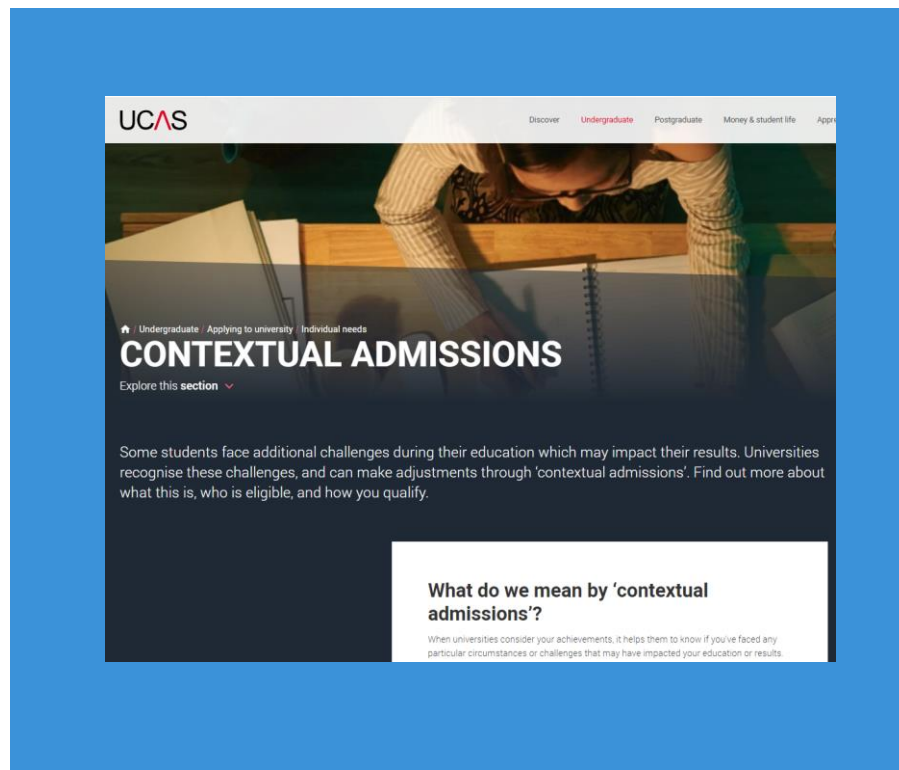 UCAS
Discover Undergraduate Postgraduate Money & student life
/ Undergraduate / Applying to university / Individual needs
CONTEXTUAL ADMISSIONS
Explore this section
Some students face additional challenges during their education which may impact their results. Universities
recognise these challenges, and can make adjustments through ‘contextual admissions’. Find out more about
what this is, who is eligible, and how you qualify.
What do we mean by ‘contextual
admissions’?
When universities consider your achievements, it helps them to know if you've faced any
particular circumstances or challenges that may have impacted your education or results.